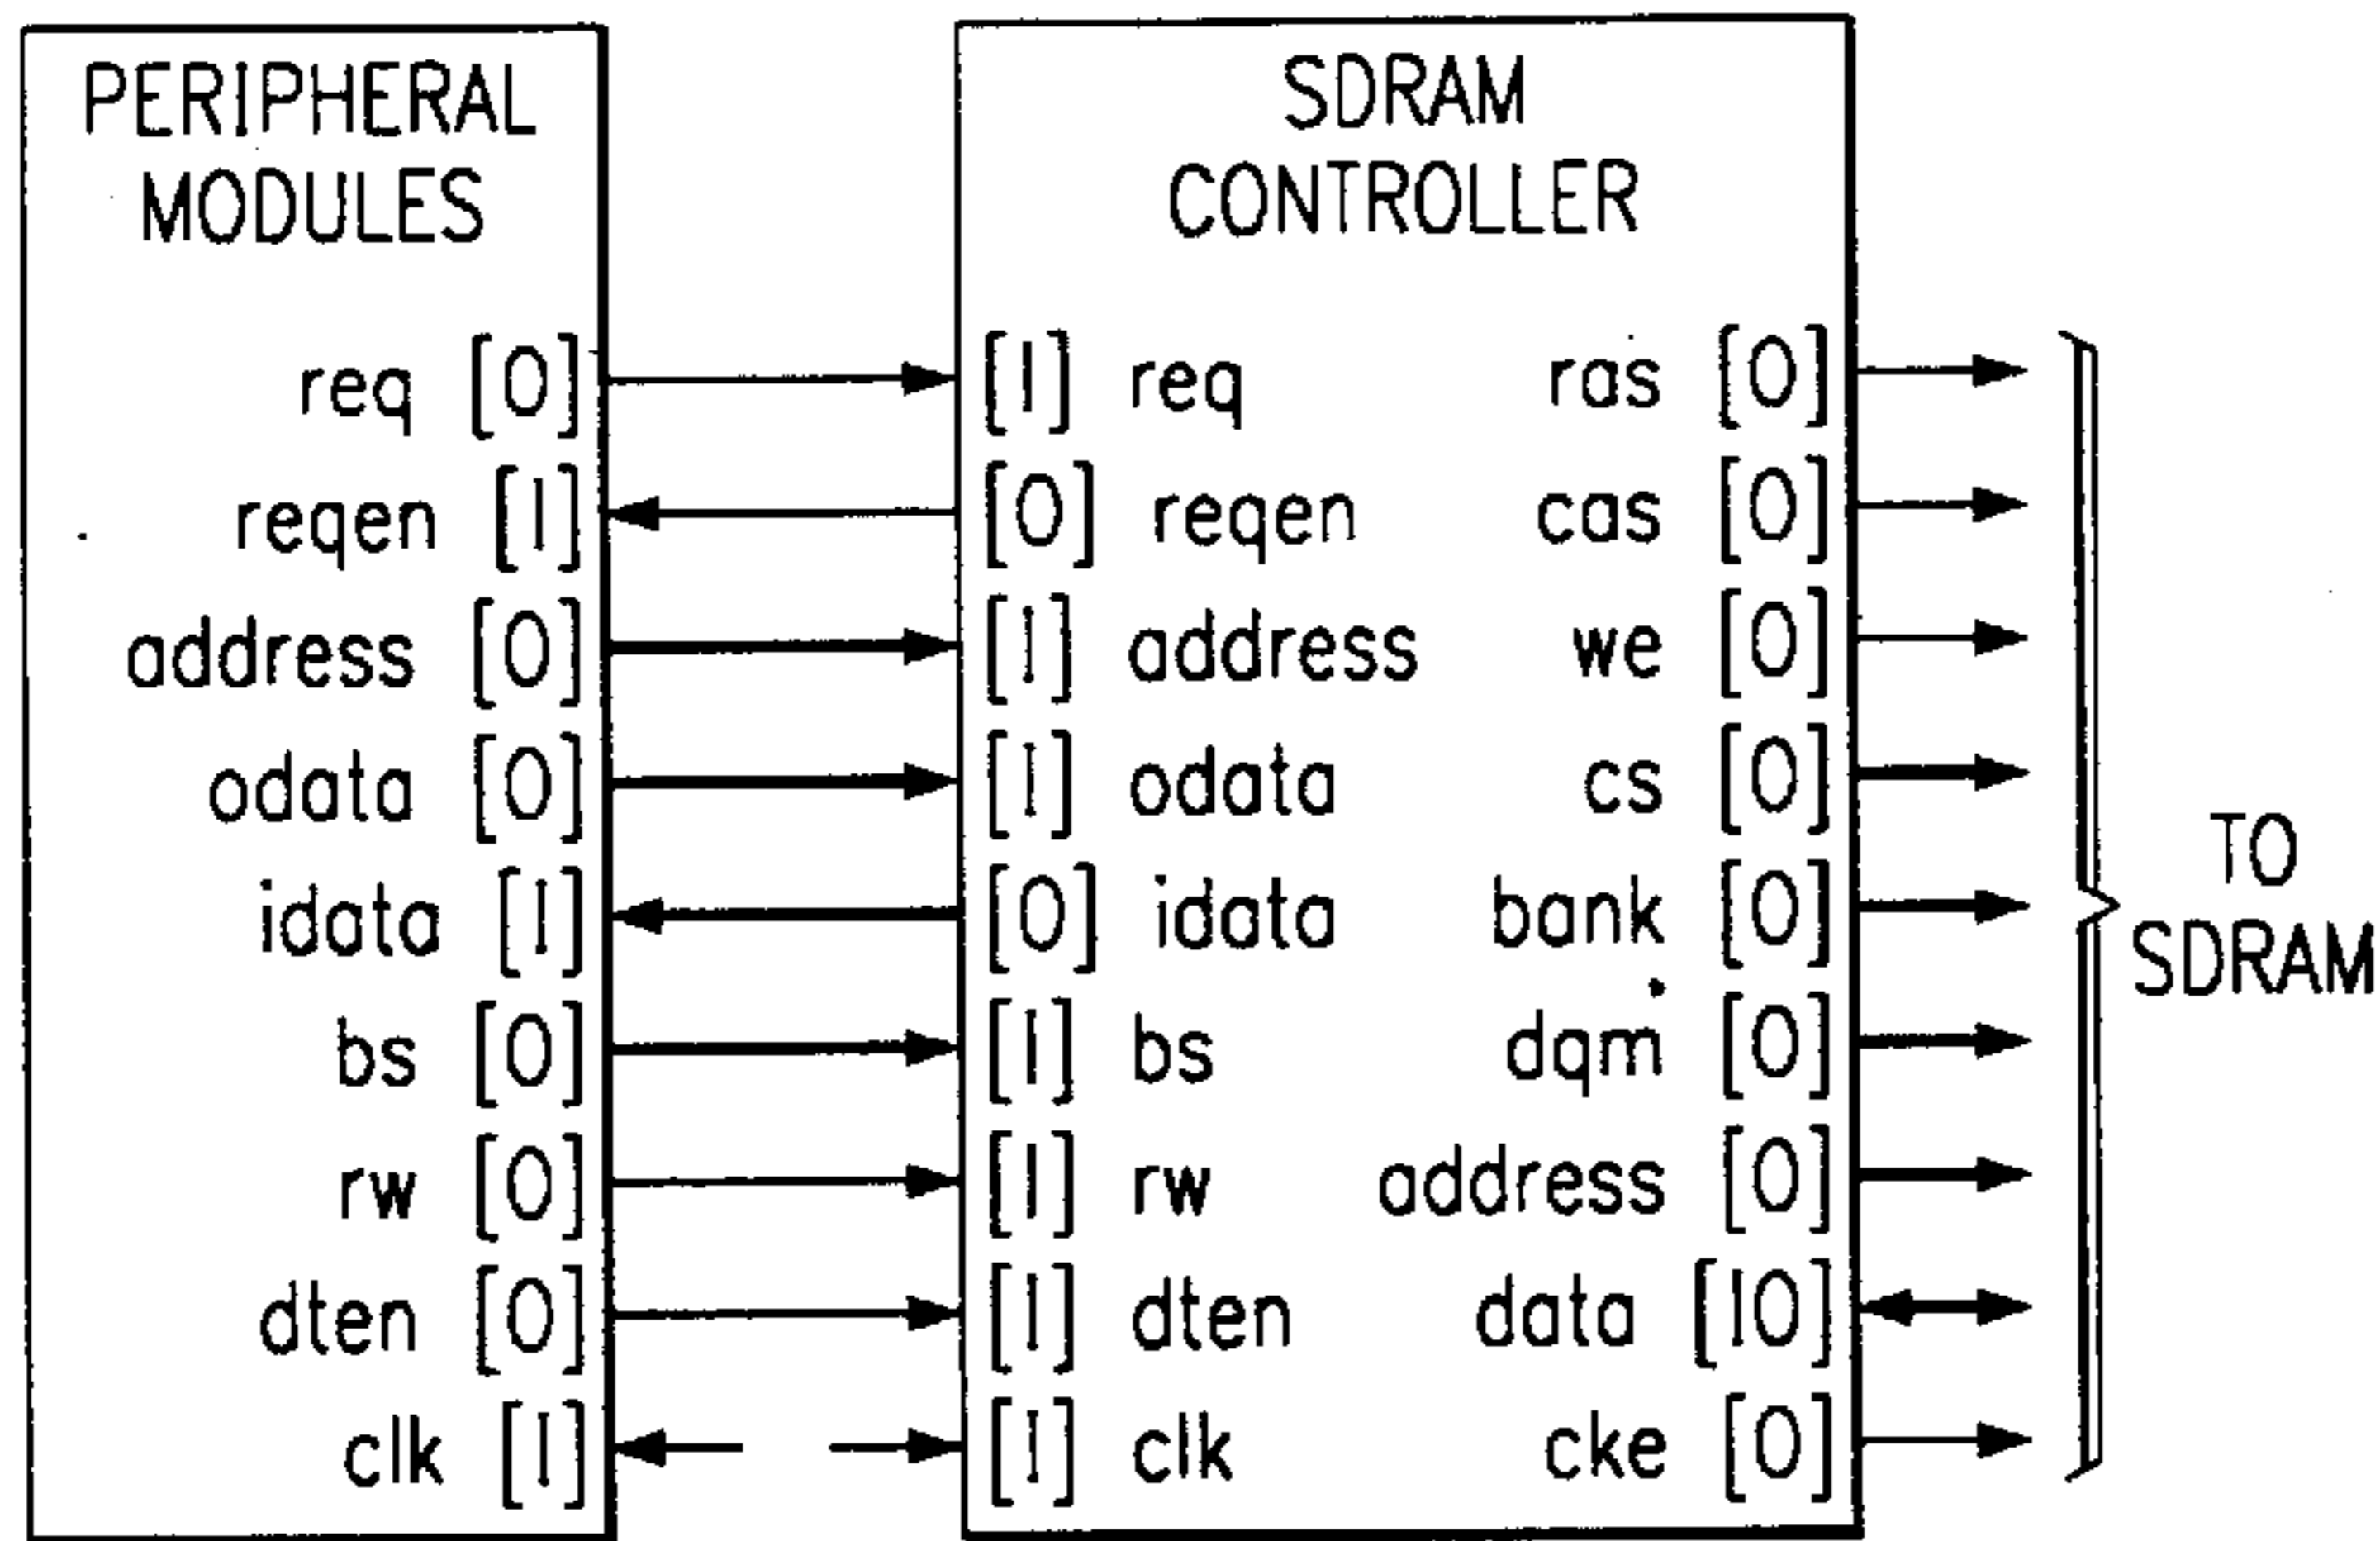 PERIPHERAL
MODULES
req [O]
reqen [I]
address [O]
odata [O]
idata [I]
bs [O]
rw [O]
dten [O]
clk [I]
SDRAM
CONTROLLER
[I] req ras [O]
[O] reqen cas [O]
[I] address we [O]
[I] odata cs [O]
[O] idata bank [O]
[I] bs dqm [O]
[I] rw address [O]
[I] dten data [IO]
[I] clk cke [O]
TO
SDRAM